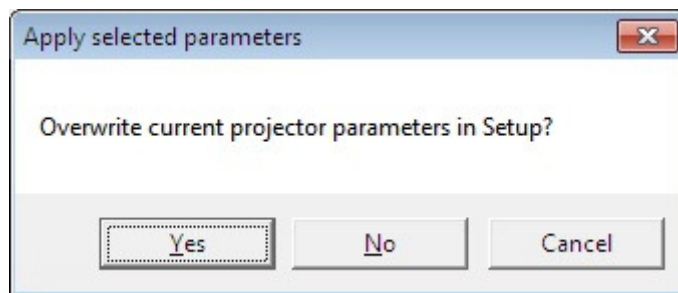 Apply selected parameters
Overwrite current projector parameters in Setup?
Yes No Cancel